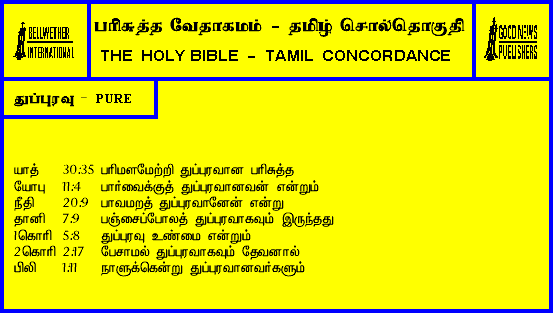 BELLWETHER
INTERNATIONAL
பரிசுத்த வேதாகமம் - தமிழ் சொல்தொகுதி
THE HOLY BIBLE - TAMIL CONCORDANCE
GOOD NEWS
PUBLISHERS
துப்புரவு - PURE
யாத் 30:35 பரிமளமேற்றி துப்புரவான பரிசுத்த
யோபு 11:4 பார்வைக்குத் துப்புரவானவன் என்றும்
நீதி 20:9 பாவமறத் துப்புரவானேன் என்று
தானி 7:9 பஞ்சைப்போலத் துப்புரவாகவும் இருந்தது
1கொரி 5:8 துப்புரவு உண்மை என்றும்
2கொரி 2:17 பேசாமல் துப்புரவாகவும் தேவனால்
பிலி 1:11 நாளுக்கென்று துப்புரவானவர்களும்